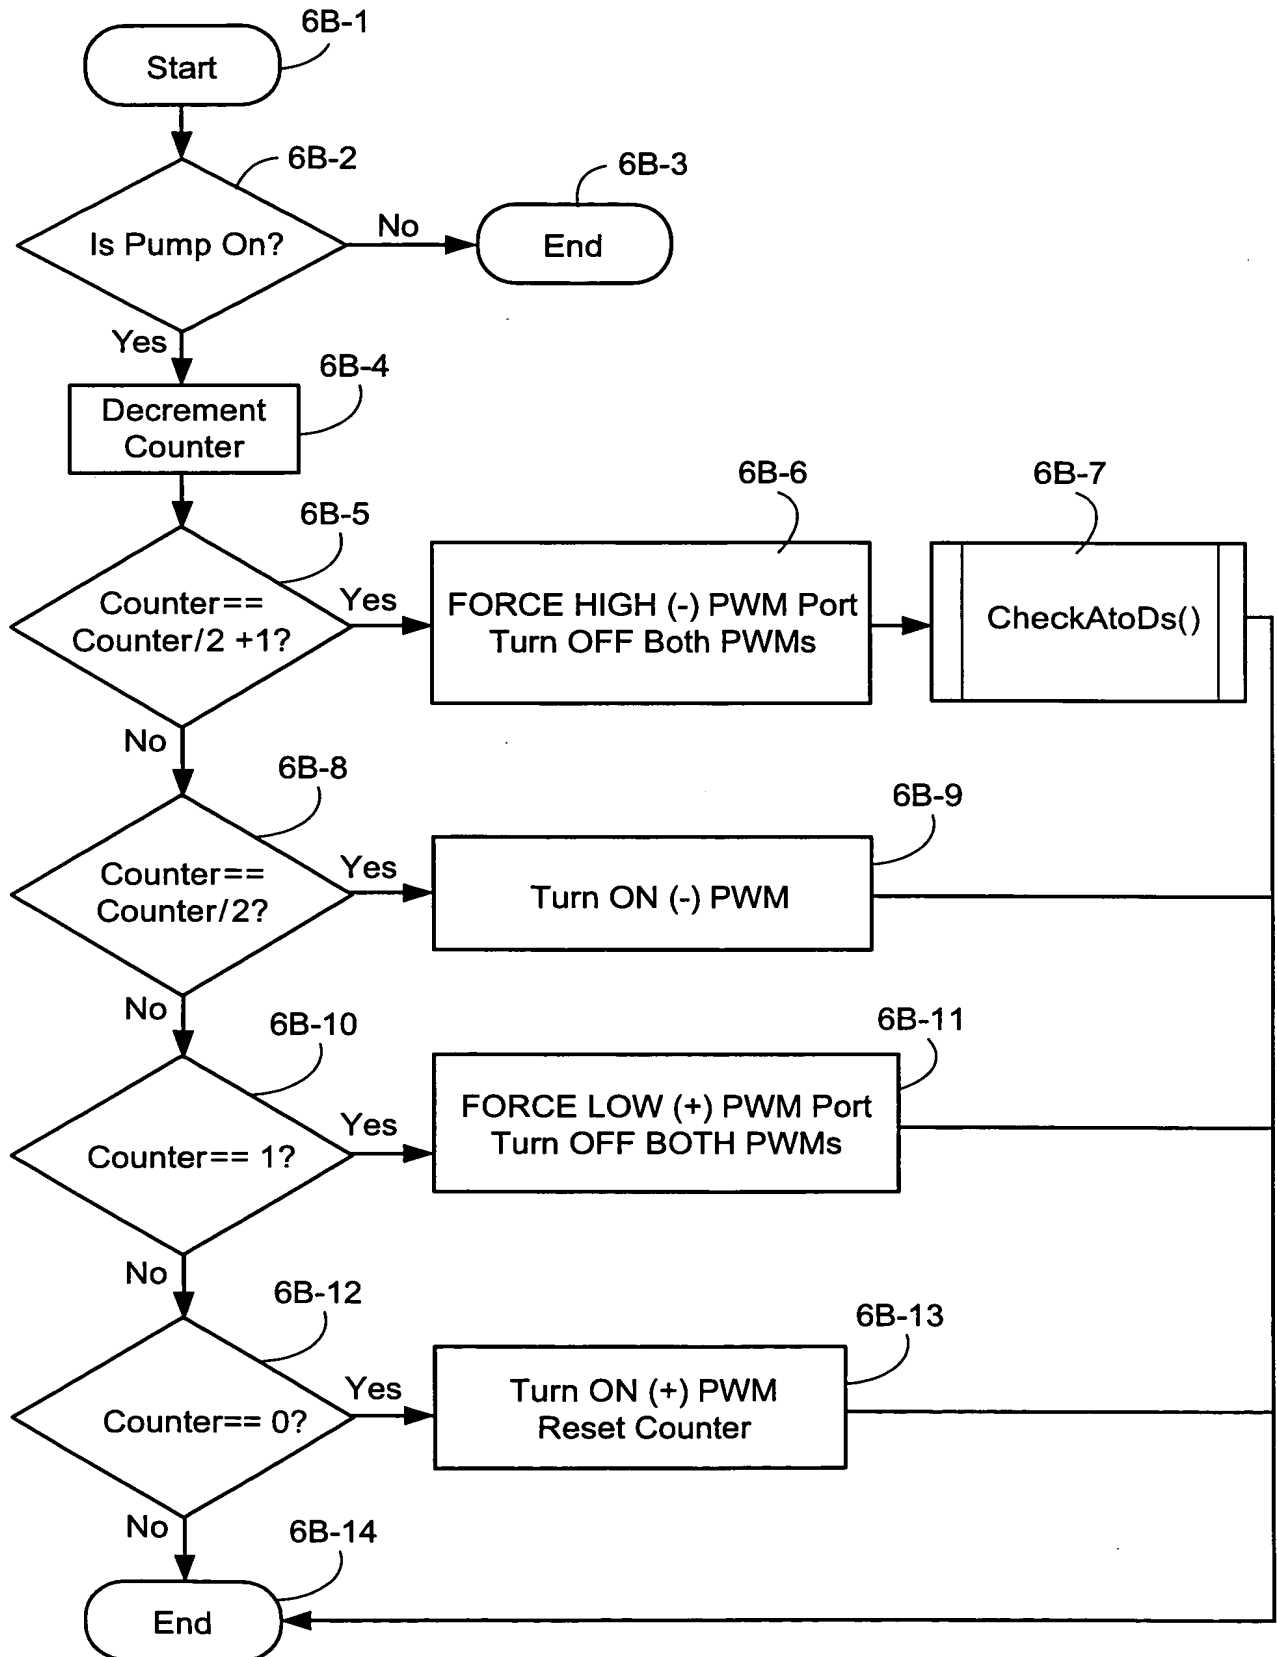 6B-1
Start
6B-2
Is Pump On?
No
6B-3
End
Yes
6B-4
Decrement
Counter
6B-5
Counter==
Counter/2 +1?
Yes
6B-6
FORCE HIGH (-) PWM Port
Turn OFF Both PWMs
6B-7
CheckAtoDs()
No
6B-8
Counter==
Counter/2?
Yes
6B-9
Turn ON (-) PWM
No
6B-10
Counter== 1?
Yes
6B-11
FORCE LOW (+) PWM Port
Turn OFF BOTH PWMs
No
6B-12
Counter== 0?
Yes
6B-13
Turn ON (+) PWM
Reset Counter
No
6B-14
End